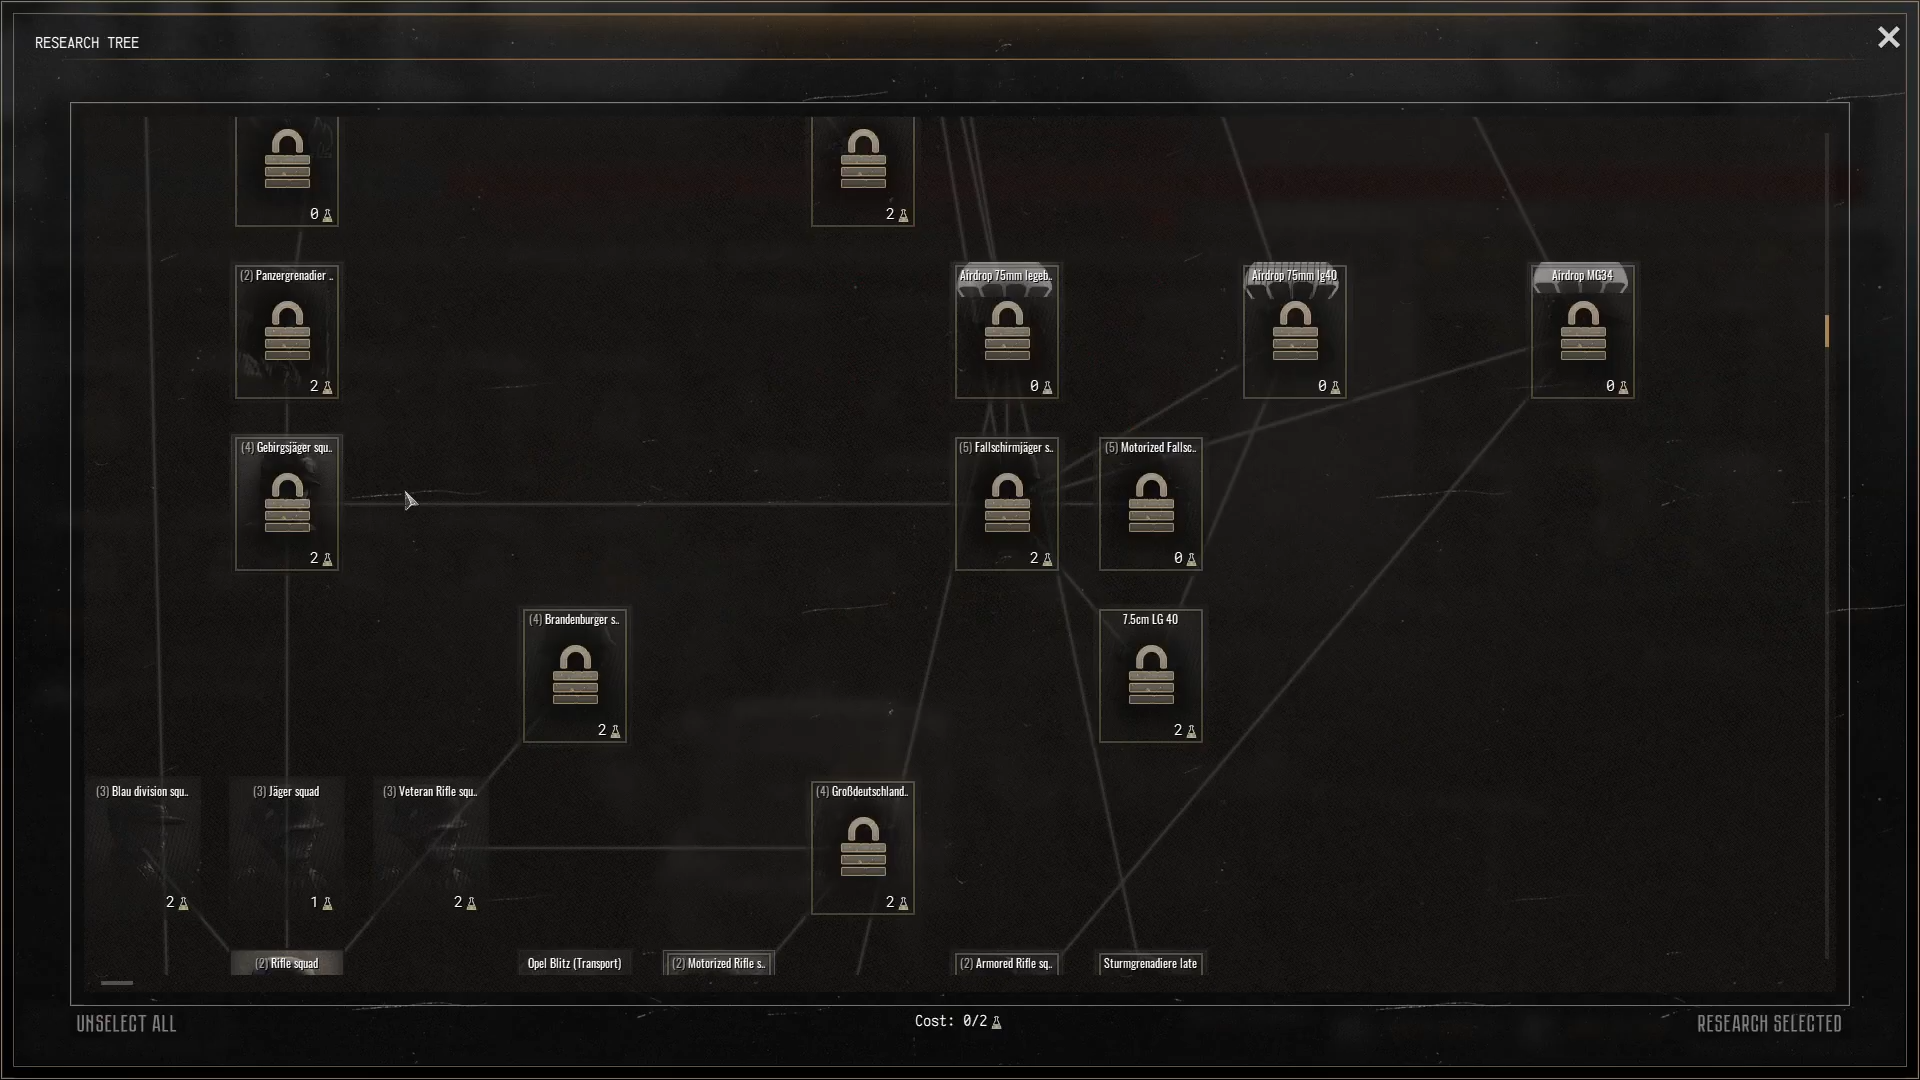 RESEARCH TREE
0
2
(2) Panzergrenadier ..
Airdrop 75mm legeb..
Airdrop 75mm lg40
Airdrop MG34
2
0
0
0
(4) Gebirgsjäger squ..
(5) Fallschirmjäger s..
(5) Motorized Fallsc..
2
2
0
(4) Brandenburger s..
7.5cm LG 40
2
2
(3) Blau division squ..
(3) Jäger squad
(3) Veteran Rifle squ..
(4) Großdeutschland..
2
1
2
2
(2) Rifle squad
Opel Blitz (Transport)
(2) Motorized Rifle s..
(2) Armored Rifle sq..
Sturmgrenadiere late
UNSELECT ALL
Cost: 0/2
RESEARCH SELECTED